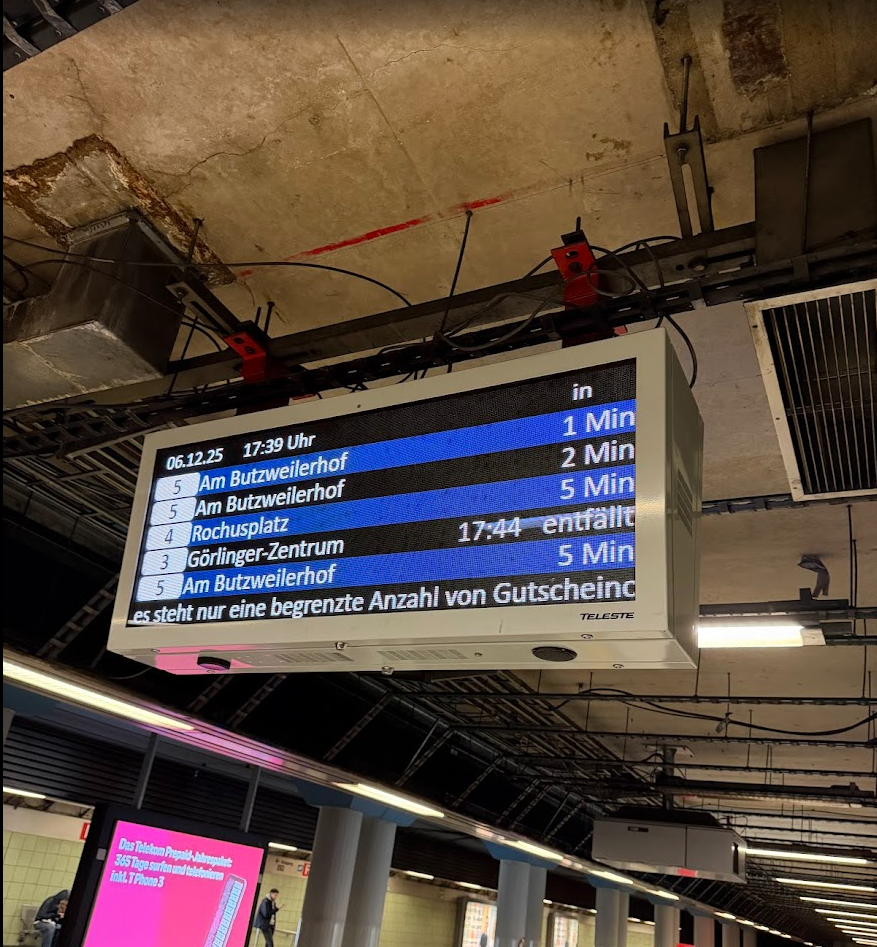 in
06.12.25 17:39 Uhr
5 Am Butzweilerhof 1 Min
5 Am Butzweilerhof 2 Min
4 Rochusplatz 5 Min
3 Görlinger-Zentrum 17:44 entfällt
5 Am Butzweilerhof 5 Min
es steht nur eine begrenzte Anzahl von Gutscheinc
TELESTE
Das Telekom Prepaid-Jahrespaket:
365 Tage surfen und telefonieren
inkl. T Phone 3